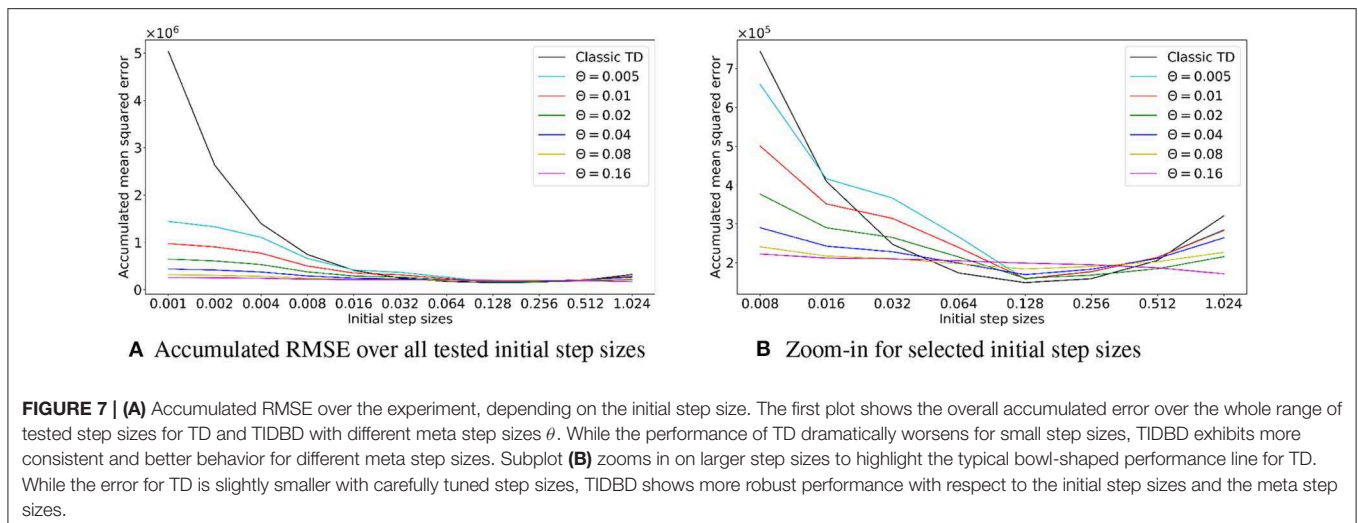 ×10⁶
5
4
3
2
1
0
Accumulated mean squared error
Classic TD
Θ = 0.005
Θ = 0.01
Θ = 0.02
Θ = 0.04
Θ = 0.08
Θ = 0.16
0.001 0.002 0.004 0.008 0.016 0.032 0.064 0.128 0.256 0.512 1.024
Initial step sizes
A Accumulated RMSE over all tested initial step sizes
×10⁵
7
6
5
4
3
2
Accumulated mean squared error
Classic TD
Θ = 0.005
Θ = 0.01
Θ = 0.02
Θ = 0.04
Θ = 0.08
Θ = 0.16
0.008 0.016 0.032 0.064 0.128 0.256 0.512 1.024
Initial step sizes
B Zoom-in for selected initial step sizes
FIGURE 7 | (A) Accumulated RMSE over the experiment, depending on the initial step size. The first plot shows the overall accumulated error over the whole range of
tested step sizes for TD and TIDBD with different meta step sizes θ. While the performance of TD dramatically worsens for small step sizes, TIDBD exhibits more
consistent and better behavior for different meta step sizes. Subplot (B) zooms in on larger step sizes to highlight the typical bowl-shaped performance line for TD.
While the error for TD is slightly smaller with carefully tuned step sizes, TIDBD shows more robust performance with respect to the initial step sizes and the meta step
sizes.